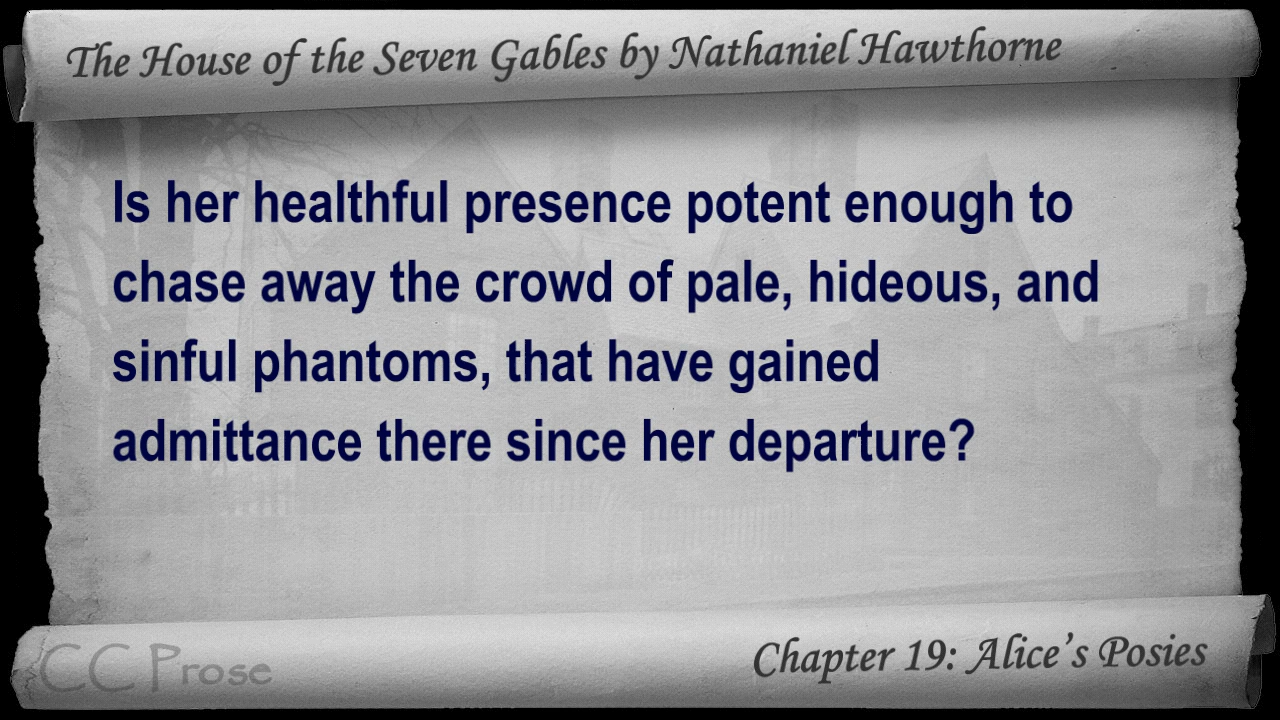 The House of the Seven Gables by Nathaniel Hawthorne
Is her healthful presence potent enough to
chase away the crowd of pale, hideous, and
sinful phantoms, that have gained
admittance there since her departure?
CC Prose
Chapter 19: Alice’s Posies